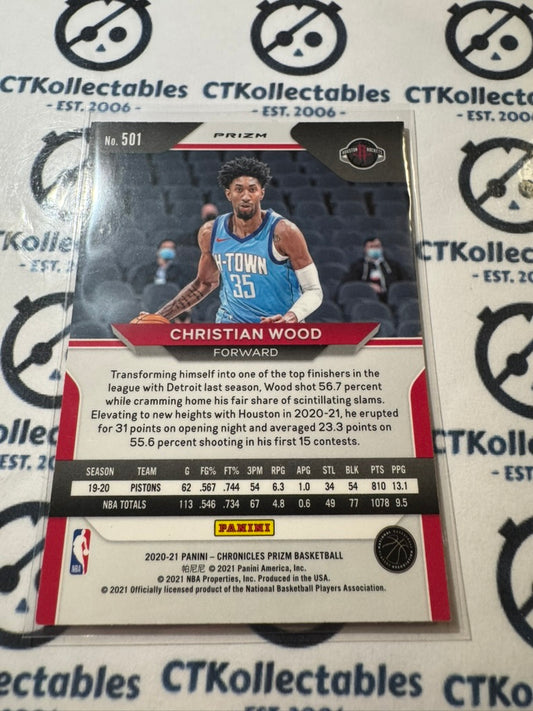 CTKollectables
- EST. 2006 -
CTKollectables
- EST. 2006 -
CTKollectables
- EST. 2006 -
No. 501
PRIZM
HOUSTON ROCKETS
H-TOWN
35
CHRISTIAN WOOD
FORWARD
Transforming himself into one of the top finishers in the
league with Detroit last season, Wood shot 56.7 percent
while cramming home his fair share of scintillating slams.
Elevating to new heights with Houston in 2020-21, he erupted
for 31 points on opening night and averaged 23.3 points on
55.6 percent shooting in his first 15 contests.
SEASON TEAM G FG% FT% 3PM RPG APG STL BLK PTS PPG
19-20 PISTONS 62 .567 .744 54 6.3 1.0 34 54 810 13.1
NBA TOTALS 113 .546 .734 67 4.8 0.6 49 77 1078 9.5
PANINI
NBA
2020-21 PANINI – CHRONICLES PRIZM BASKETBALL
帕尼尼 © 2021 Panini America, Inc.
© 2021 NBA Properties, Inc. Produced in the USA.
© 2021 Officially licensed product of the National Basketball Players Association.
CTKollectables
- EST. 2006 -